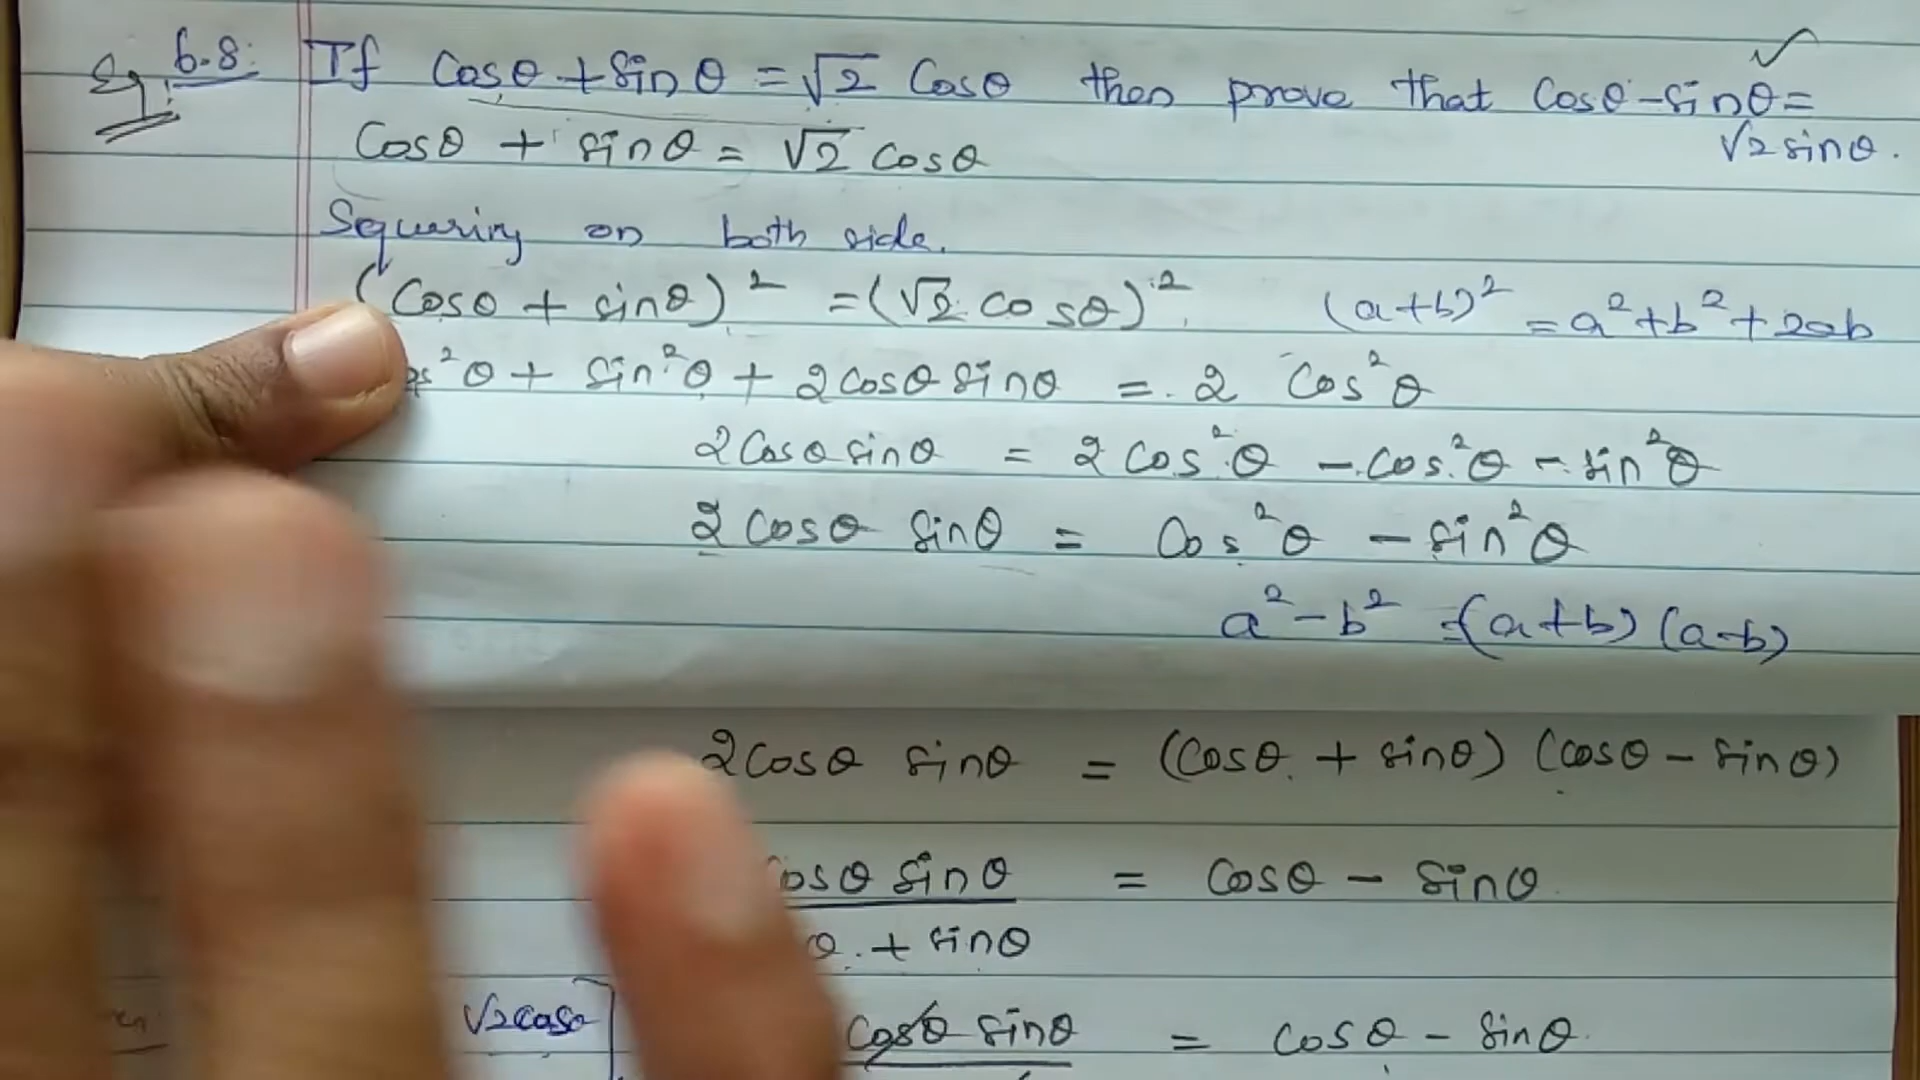 Eg: 6.8: If Cosθ + Sinθ = √2 Cosθ then prove that Cosθ - Sinθ =
√2 sinθ.
Cosθ + sinθ = √2 cosθ
Squaring on both side.
(Cosθ + sinθ)² = (√2 cosθ)² (a+b)² = a²+b²+2ab
os²θ + sin²θ + 2cosθ sinθ = 2 Cos²θ
2Cosθ sinθ = 2 cos²θ - cos²θ - sin²θ
2 Cosθ Sinθ = Cos²θ - sin²θ
a² - b² = (a+b) (a-b)
2cosθ sinθ = (Cosθ + sinθ) (cosθ - sinθ)
osθ sinθ = Cosθ - Sinθ
θ + sinθ
√2cosθ cosθ sinθ = cosθ - sinθ